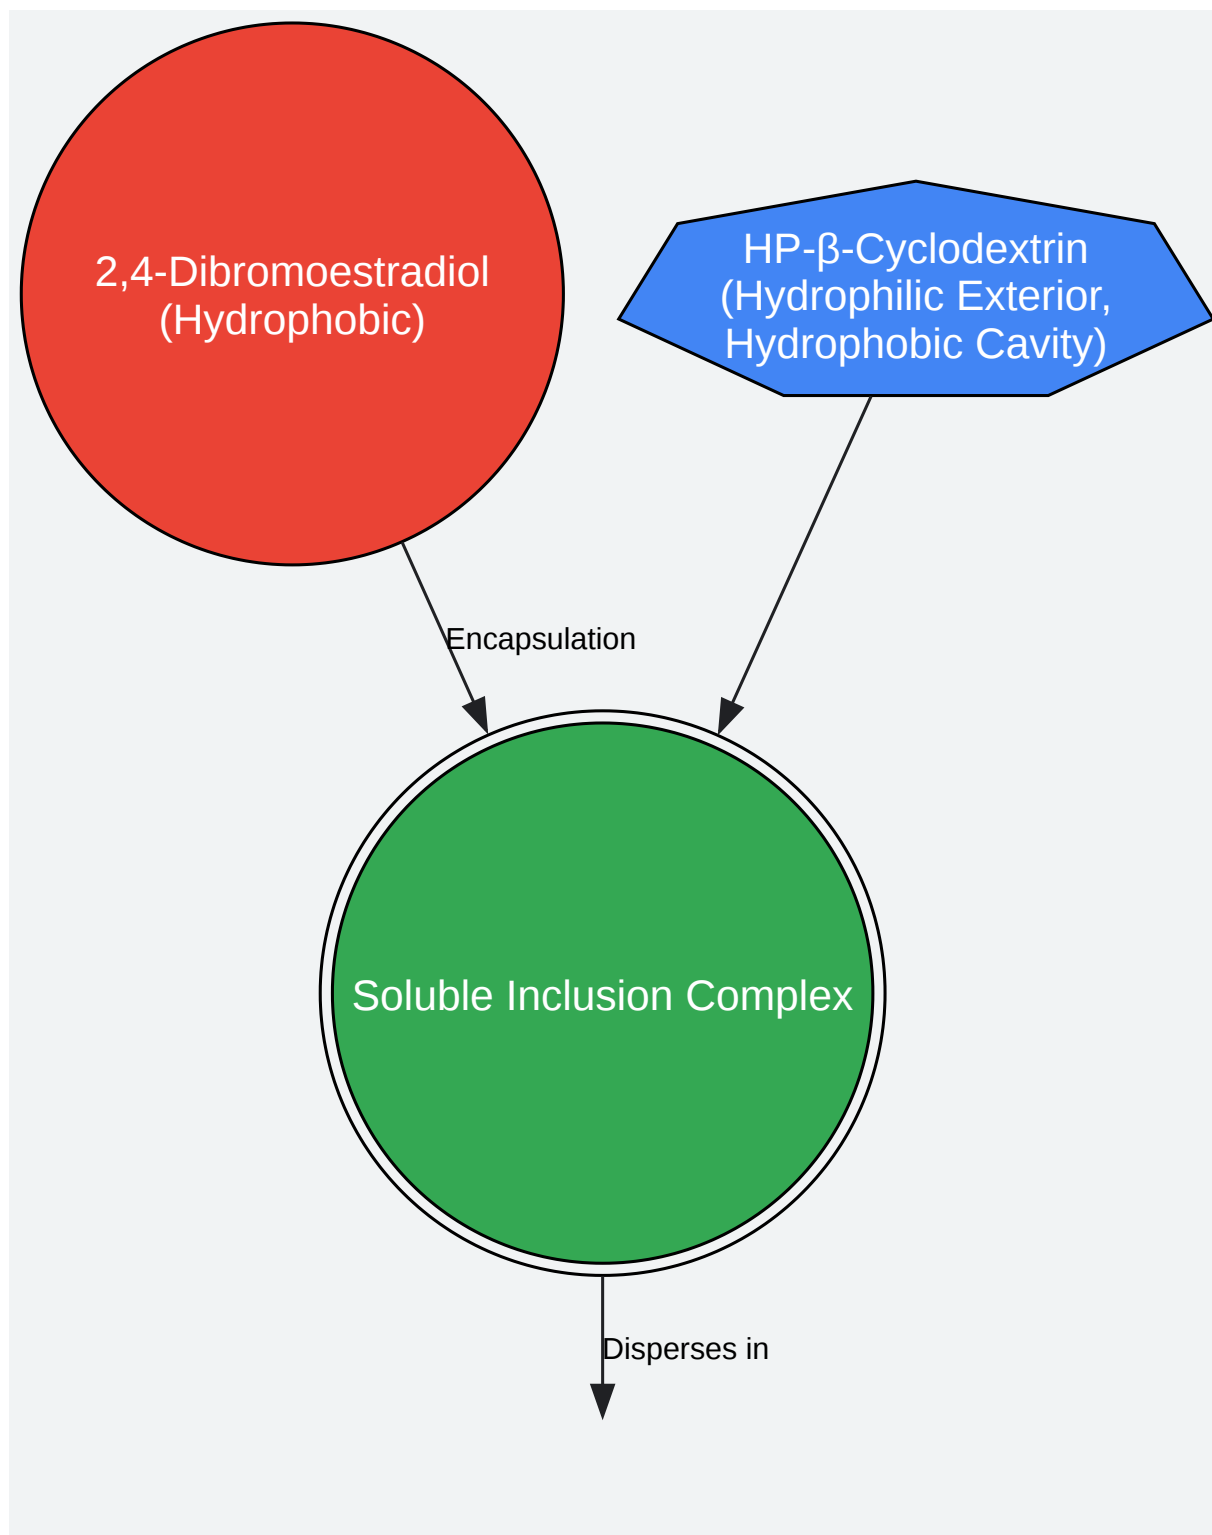 2,4-Dibromoestradiol
(Hydrophobic)
HP-β-Cyclodextrin
(Hydrophilic Exterior,
Hydrophobic Cavity)
Encapsulation
Soluble Inclusion Complex
Disperses in